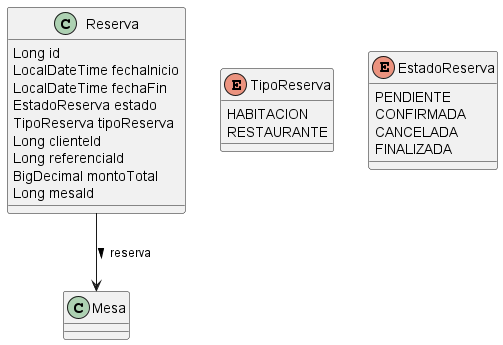 C Reserva
Long id
LocalDateTime fechaInicio
LocalDateTime fechaFin
EstadoReserva estado
TipoReserva tipoReserva
Long clienteId
Long referenciaId
BigDecimal montoTotal
Long mesaId
E TipoReserva
HABITACION
RESTAURANTE
E EstadoReserva
PENDIENTE
CONFIRMADA
CANCELADA
FINALIZADA
reserva
C Mesa